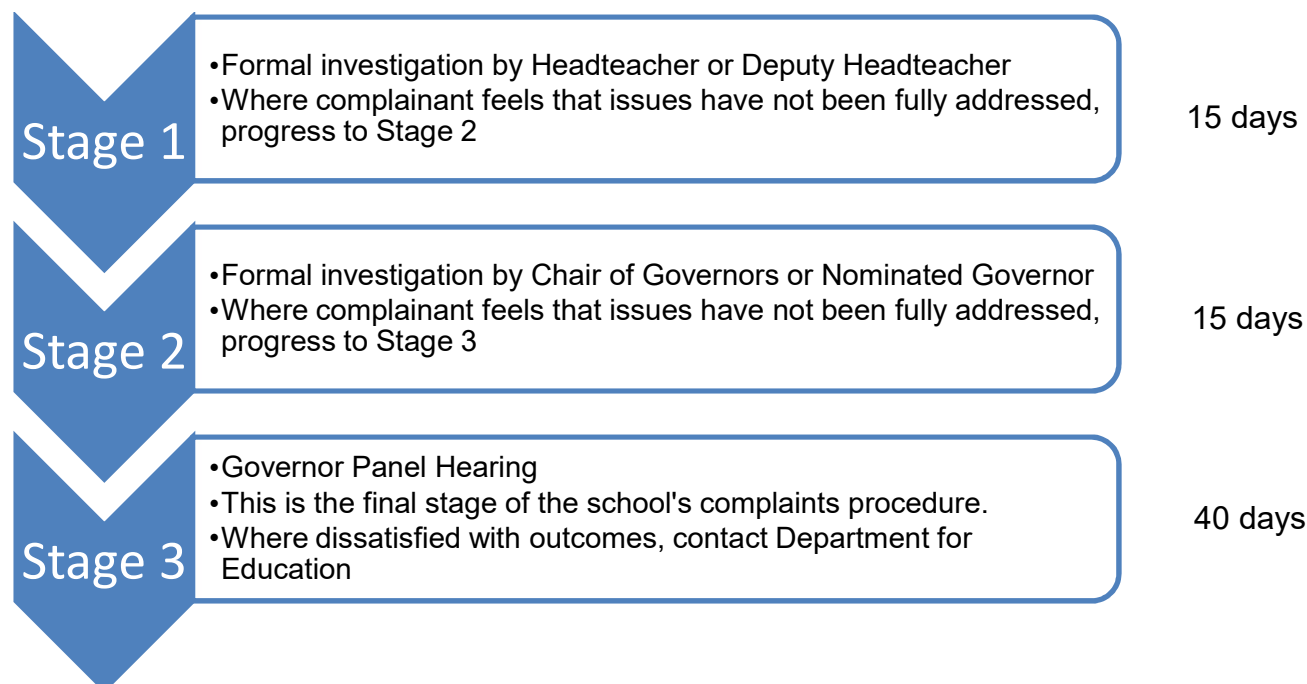 Stage 1
•Formal investigation by Headteacher or Deputy Headteacher
•Where complainant feels that issues have not been fully addressed,
progress to Stage 2
15 days
Stage 2
•Formal investigation by Chair of Governors or Nominated Governor
•Where complainant feels that issues have not been fully addressed,
progress to Stage 3
15 days
Stage 3
•Governor Panel Hearing
•This is the final stage of the school's complaints procedure.
•Where dissatisfied with outcomes, contact Department for
Education
40 days